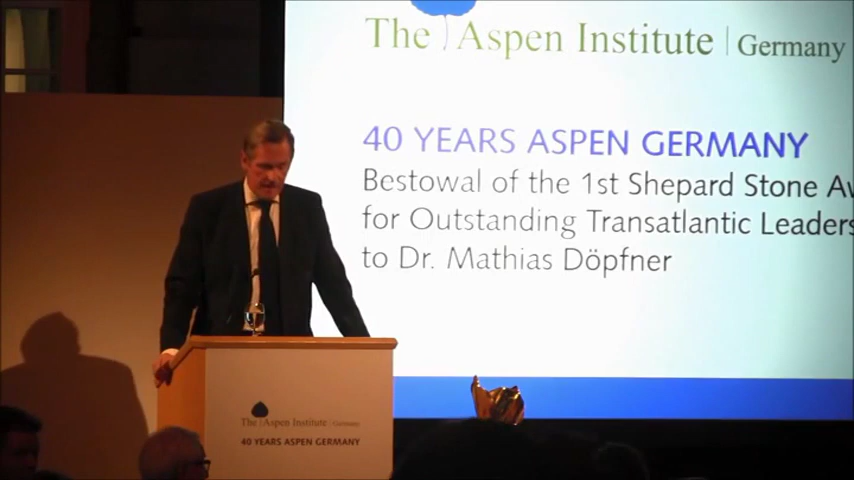 The Aspen Institute | Germany
40 YEARS ASPEN GERMANY
Bestowal of the 1st Shepard Stone
for Outstanding Transatlantic
to Dr. Mathias Döpfner
The | Aspen Institute | Germany
40 YEARS ASPEN GERMANY